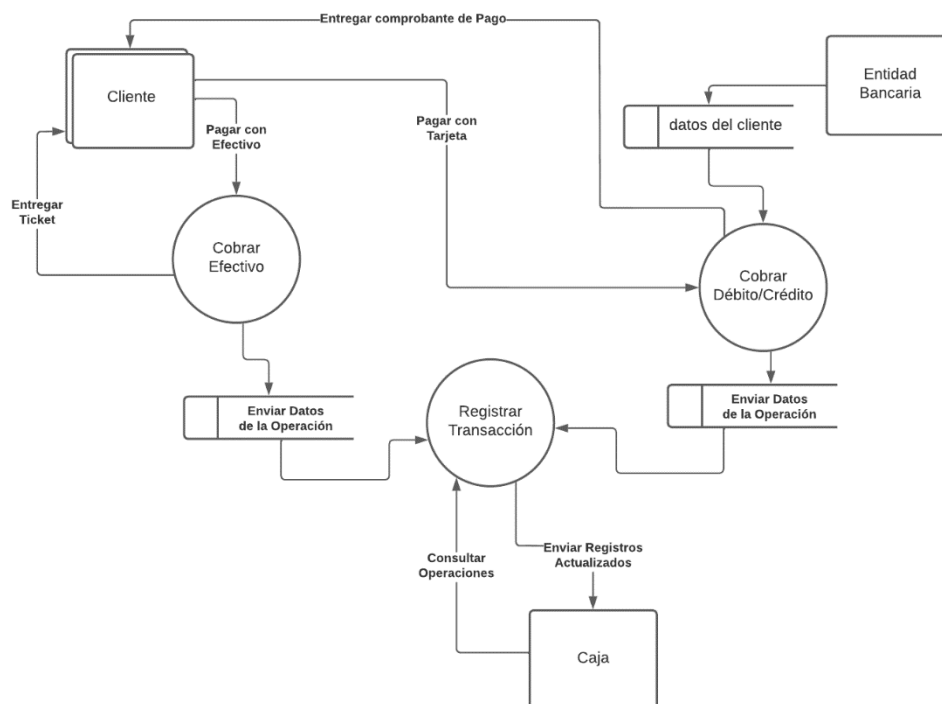 Entregar comprobante de Pago
Cliente
Entidad
Bancaria
datos del cliente
Pagar con
Efectivo
Pagar con
Tarjeta
Entregar
Ticket
Cobrar
Efectivo
Cobrar
Débito/Crédito
Enviar Datos
de la Operación
Registrar
Transacción
Enviar Datos
de la Operación
Consultar
Operaciones
Enviar Registros
Actualizados
Caja